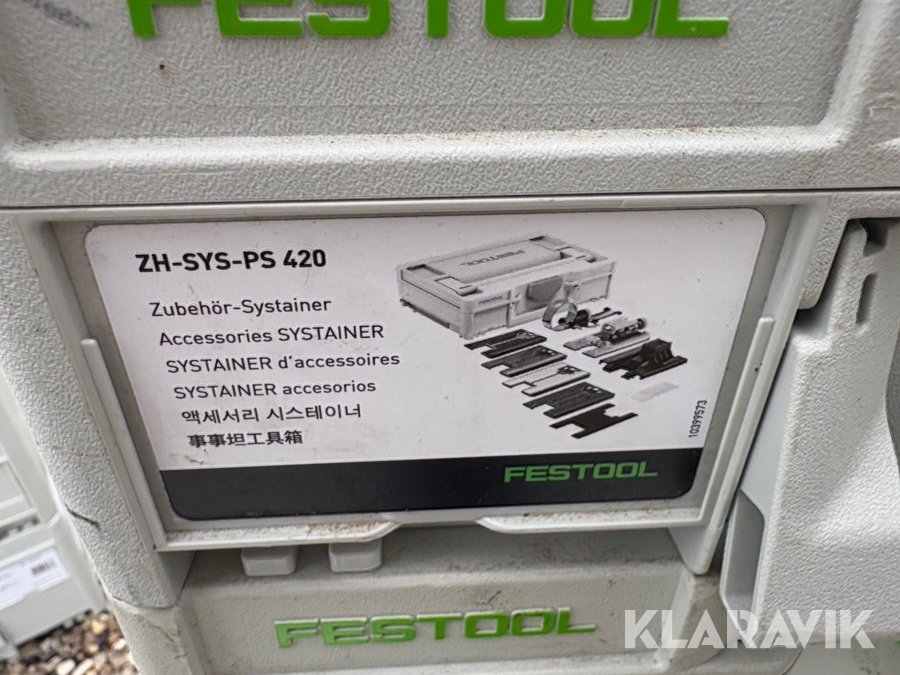 FESTOOL
ZH-SYS-PS 420
Zubehör-Systainer
Accessories SYSTAINER
SYSTAINER d'accessoires
SYSTAINER accesorios
액세서리 시스테이너
事事坦工具箱
FESTOOL
10399573
FESTOOL
FESTOOL
KLARAVIK